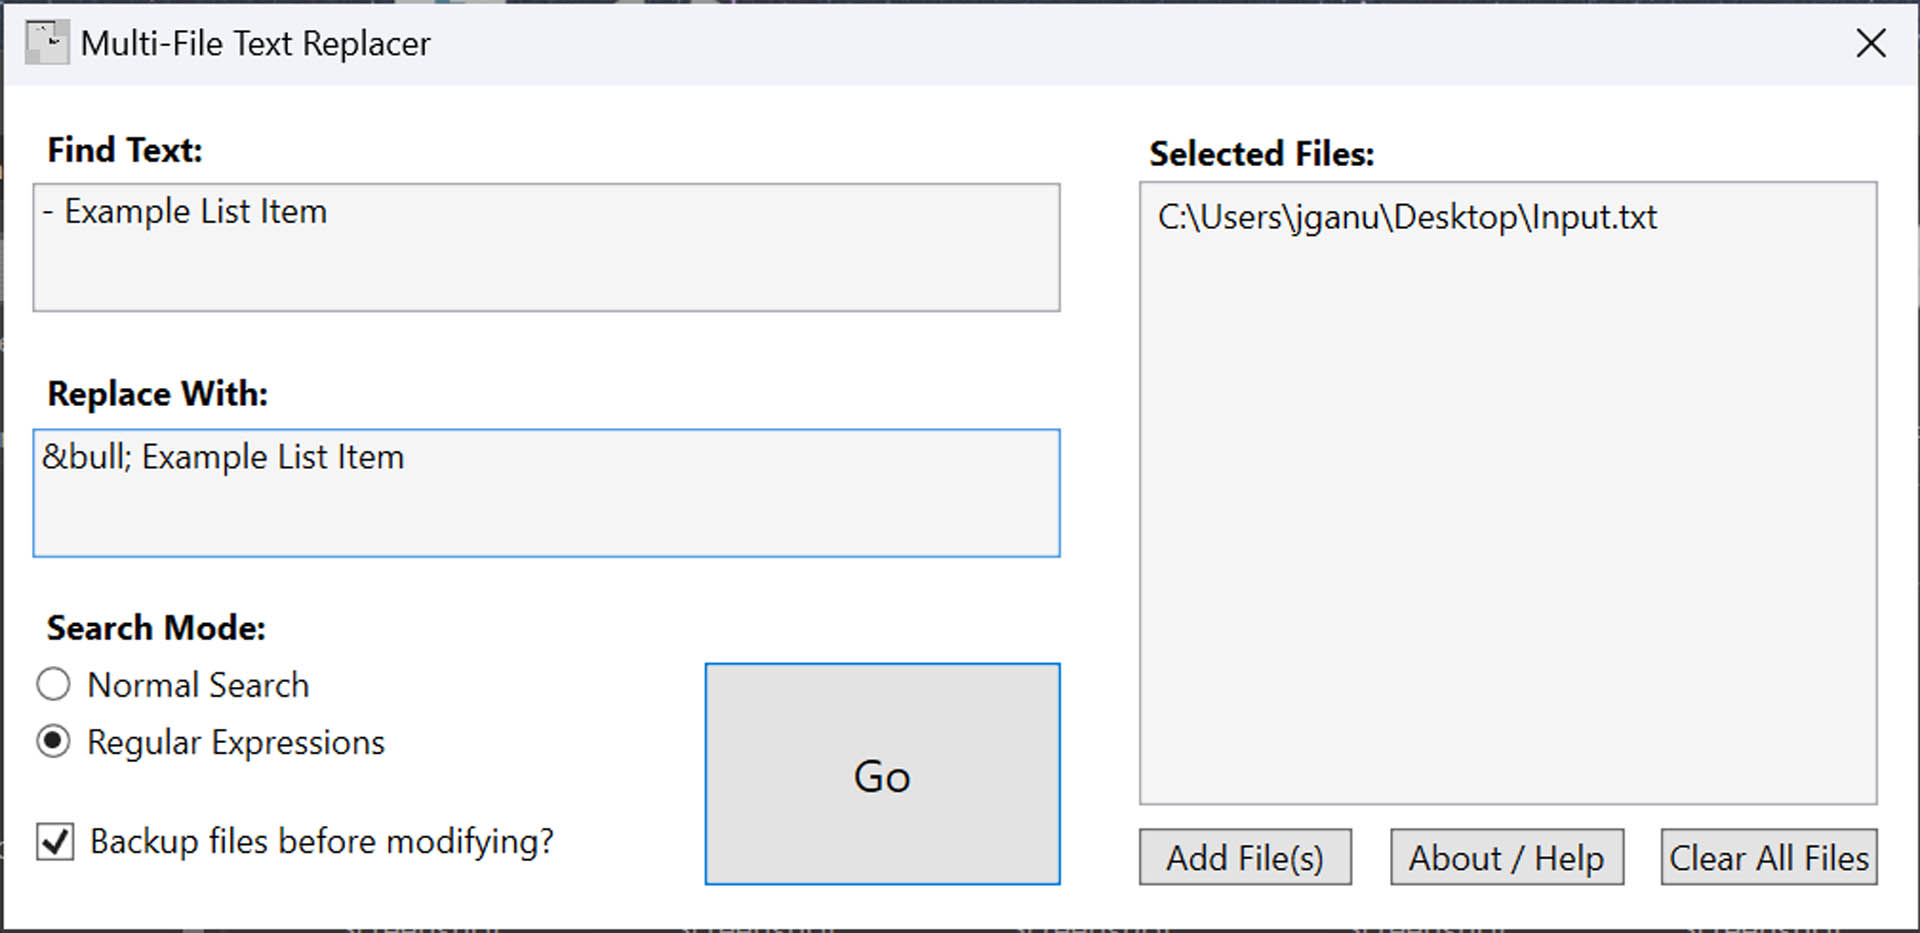 Multi-File Text Replacer
Find Text:
- Example List Item
Replace With:
&bull; Example List Item
Search Mode:
Normal Search
Regular Expressions
Backup files before modifying?
Go
Selected Files:
C:\Users\jganu\Desktop\Input.txt
Add File(s)
About / Help
Clear All Files